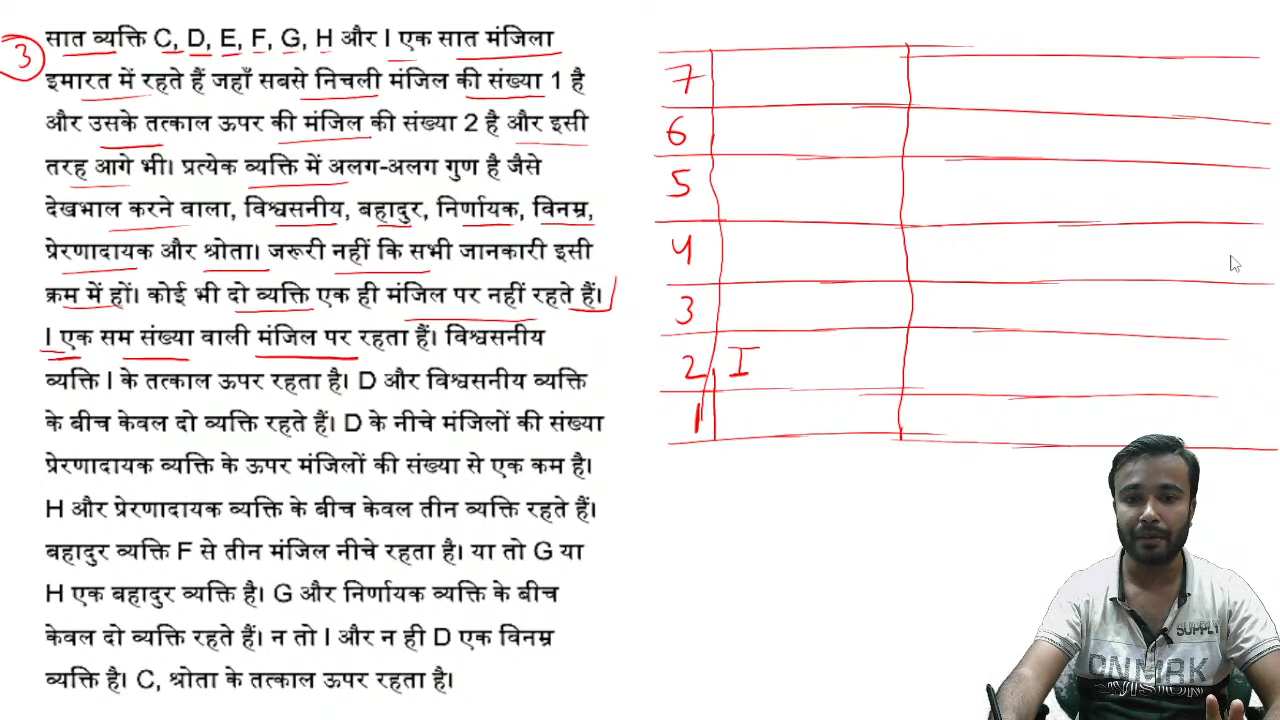 3
सात व्यक्ति C, D, E, F, G, H और I एक सात मंजिला
इमारत में रहते हैं जहाँ सबसे निचली मंजिल की संख्या 1 है
और उसके तत्काल ऊपर की मंजिल की संख्या 2 है और इसी
तरह आगे भी। प्रत्येक व्यक्ति में अलग-अलग गुण है जैसे
देखभाल करने वाला, विश्वसनीय, बहादुर, निर्णायक, विनम्र,
प्रेरणादायक और श्रोता। जरूरी नहीं कि सभी जानकारी इसी
क्रम में हों। कोई भी दो व्यक्ति एक ही मंजिल पर नहीं रहते हैं।
I एक सम संख्या वाली मंजिल पर रहता हैं। विश्वसनीय
व्यक्ति I के तत्काल ऊपर रहता है। D और विश्वसनीय व्यक्ति
के बीच केवल दो व्यक्ति रहते हैं। D के नीचे मंजिलों की संख्या
प्रेरणादायक व्यक्ति के ऊपर मंजिलों की संख्या से एक कम है।
H और प्रेरणादायक व्यक्ति के बीच केवल तीन व्यक्ति रहते हैं।
बहादुर व्यक्ति F से तीन मंजिल नीचे रहता है। या तो G या
H एक बहादुर व्यक्ति है। G और निर्णायक व्यक्ति के बीच
केवल दो व्यक्ति रहते हैं। न तो I और न ही D एक विनम्र
व्यक्ति है। C, श्रोता के तत्काल ऊपर रहता है।
7
6
5
4
3
2 I
1
SUPPLY